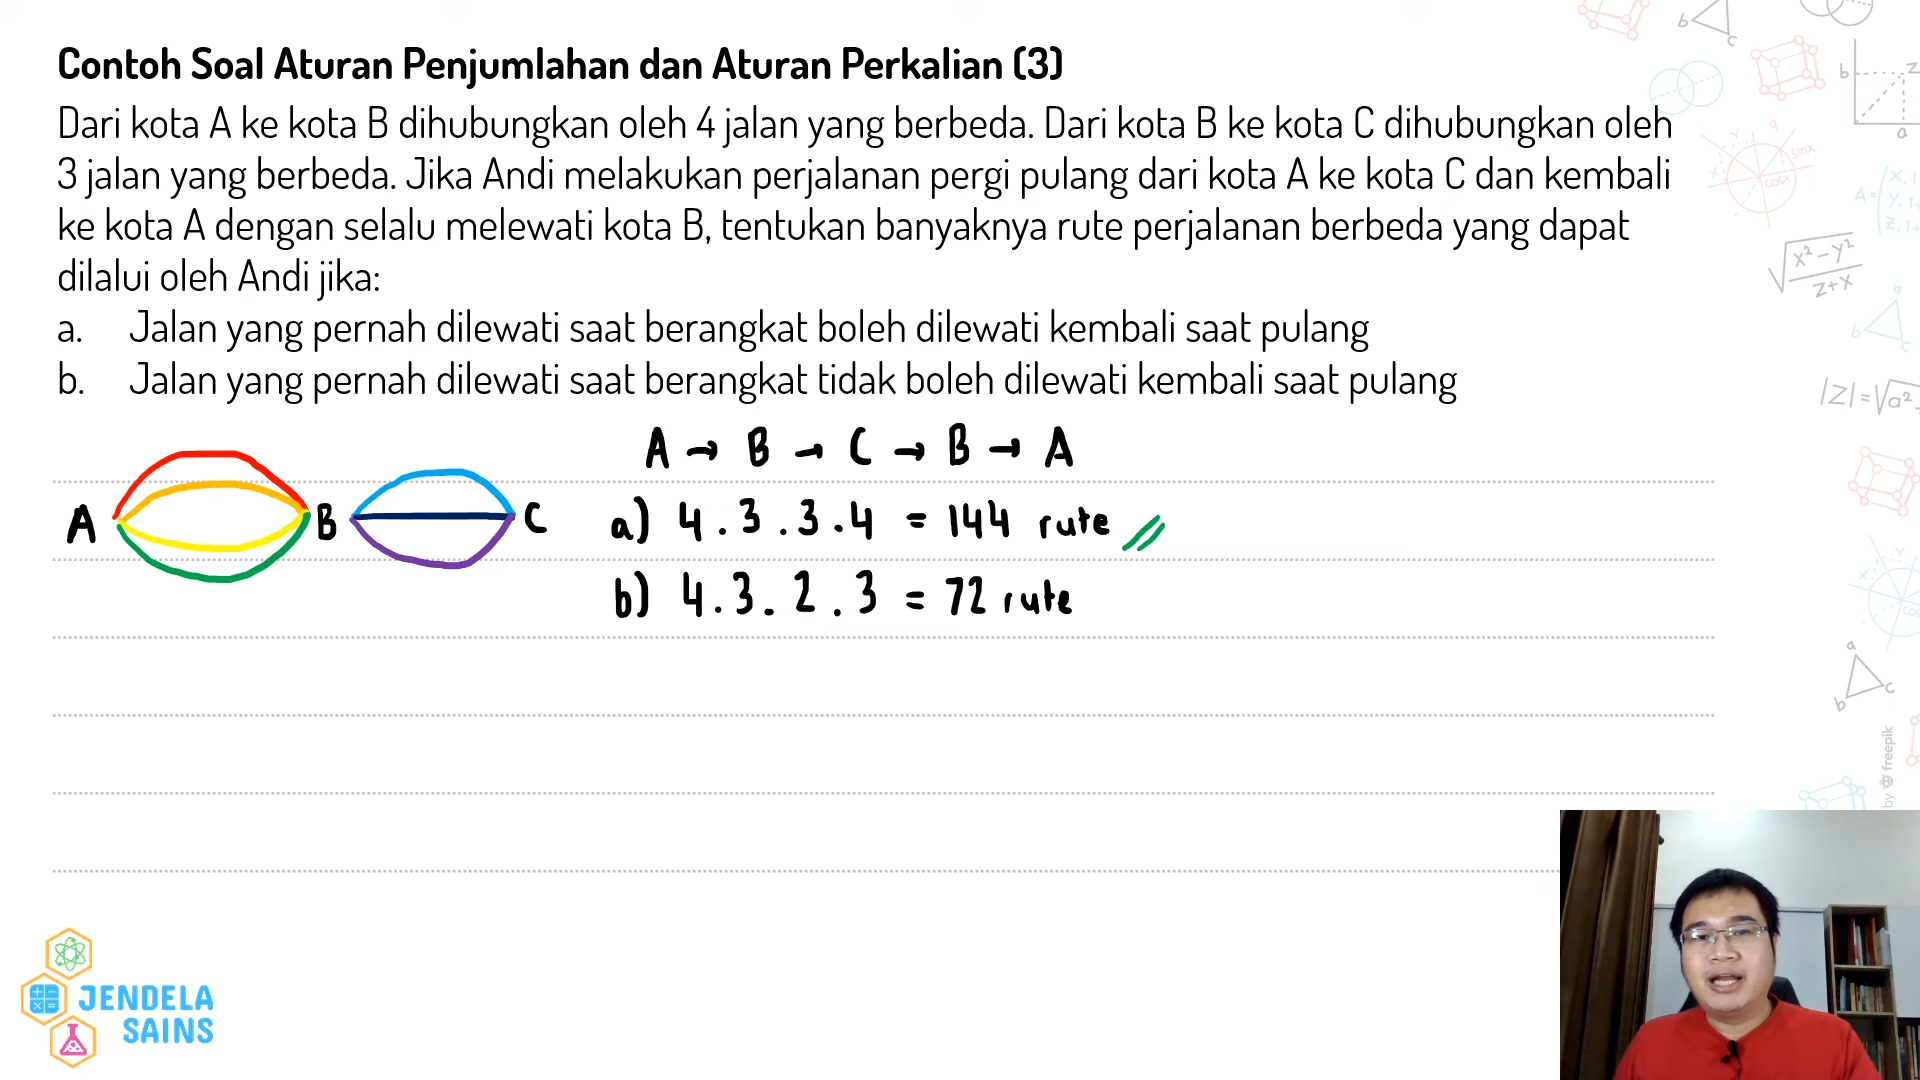 Contoh Soal Aturan Penjumlahan dan Aturan Perkalian (3)
Dari kota A ke kota B dihubungkan oleh 4 jalan yang berbeda. Dari kota B ke kota C dihubungkan oleh
3 jalan yang berbeda. Jika Andi melakukan perjalanan pergi pulang dari kota A ke kota C dan kembali
ke kota A dengan selalu melewati kota B, tentukan banyaknya rute perjalanan berbeda yang dapat
dilalui oleh Andi jika:
a. Jalan yang pernah dilewati saat berangkat boleh dilewati kembali saat pulang
b. Jalan yang pernah dilewati saat berangkat tidak boleh dilewati kembali saat pulang
A → B → C → B → A
A B C
a) 4 . 3 . 3 . 4 = 144 rute
b) 4 . 3 . 2 . 3 = 72 rute
JENDELA
SAINS
by freepik